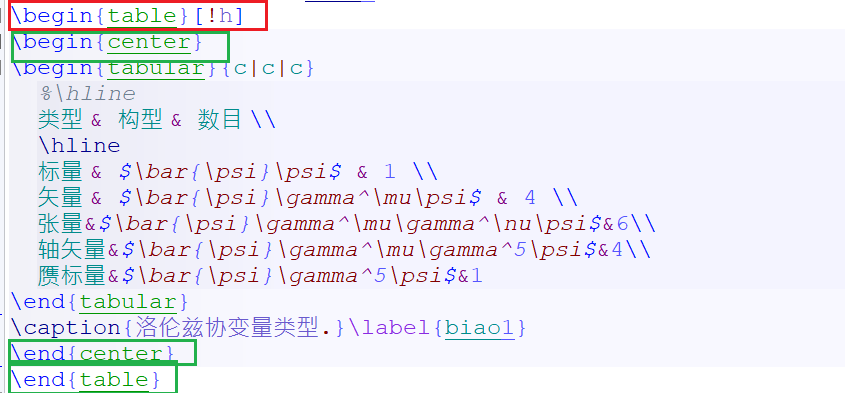 \begin{table}[!h]
\begin{center}
\begin{tabular}{c|c|c}
%\hline
类型 & 构型 & 数目 \\
\hline
标量 & $\bar{\psi}\psi$ & 1 \\
矢量 & $\bar{\psi}\gamma^\mu\psi$ & 4 \\
张量&$\bar{\psi}\gamma^\mu\gamma^\nu\psi$&6\\
轴矢量&$\bar{\psi}\gamma^\mu\gamma^5\psi$&4\\
赝标量&$\bar{\psi}\gamma^5\psi$&1
\end{tabular}
\caption{洛伦兹协变量类型.}\label{biao1}
\end{center}
\end{table}